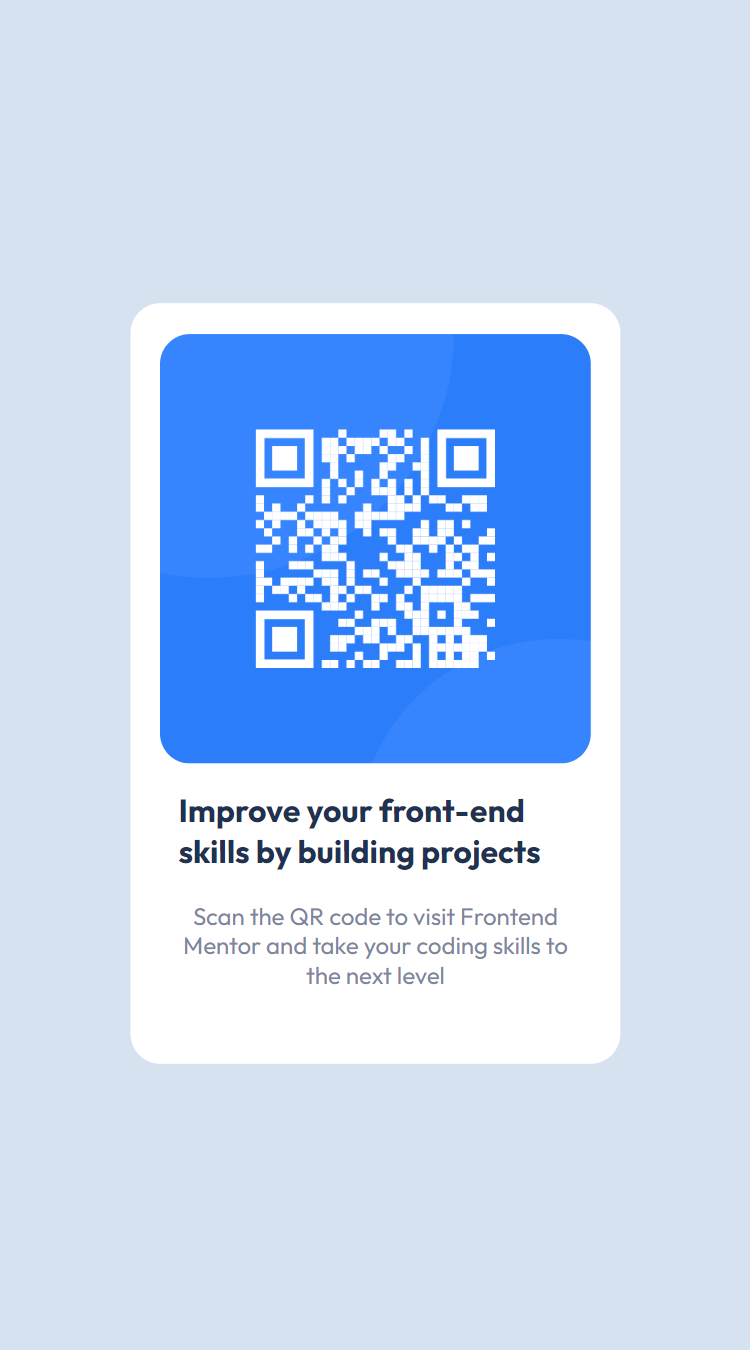 Improve your front-end
skills by building projects
Scan the QR code to visit Frontend
Mentor and take your coding skills to
the next level